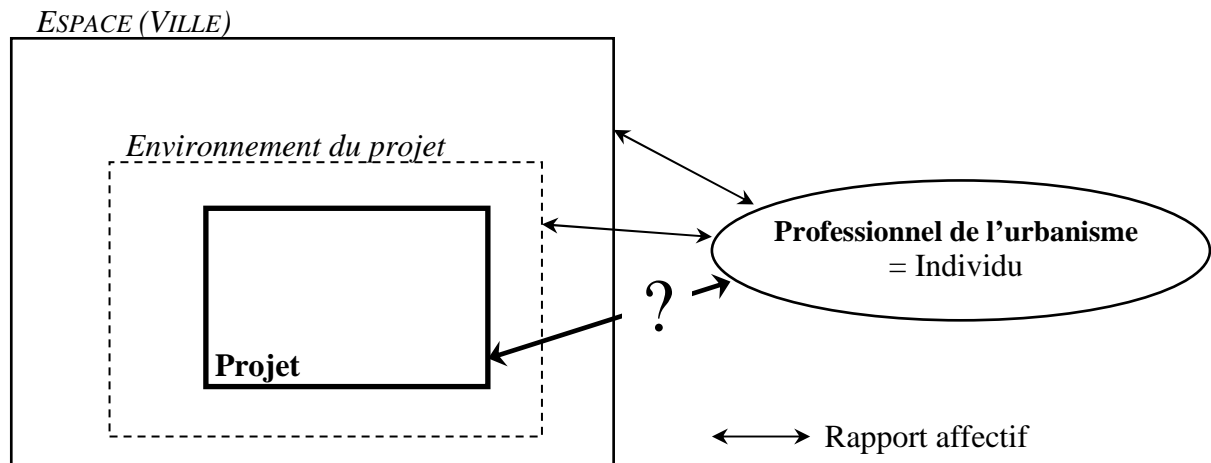 ESPACE (VILLE)
Environnement du projet
Professionnel de l’urbanisme
= Individu
?
Projet
Rapport affectif